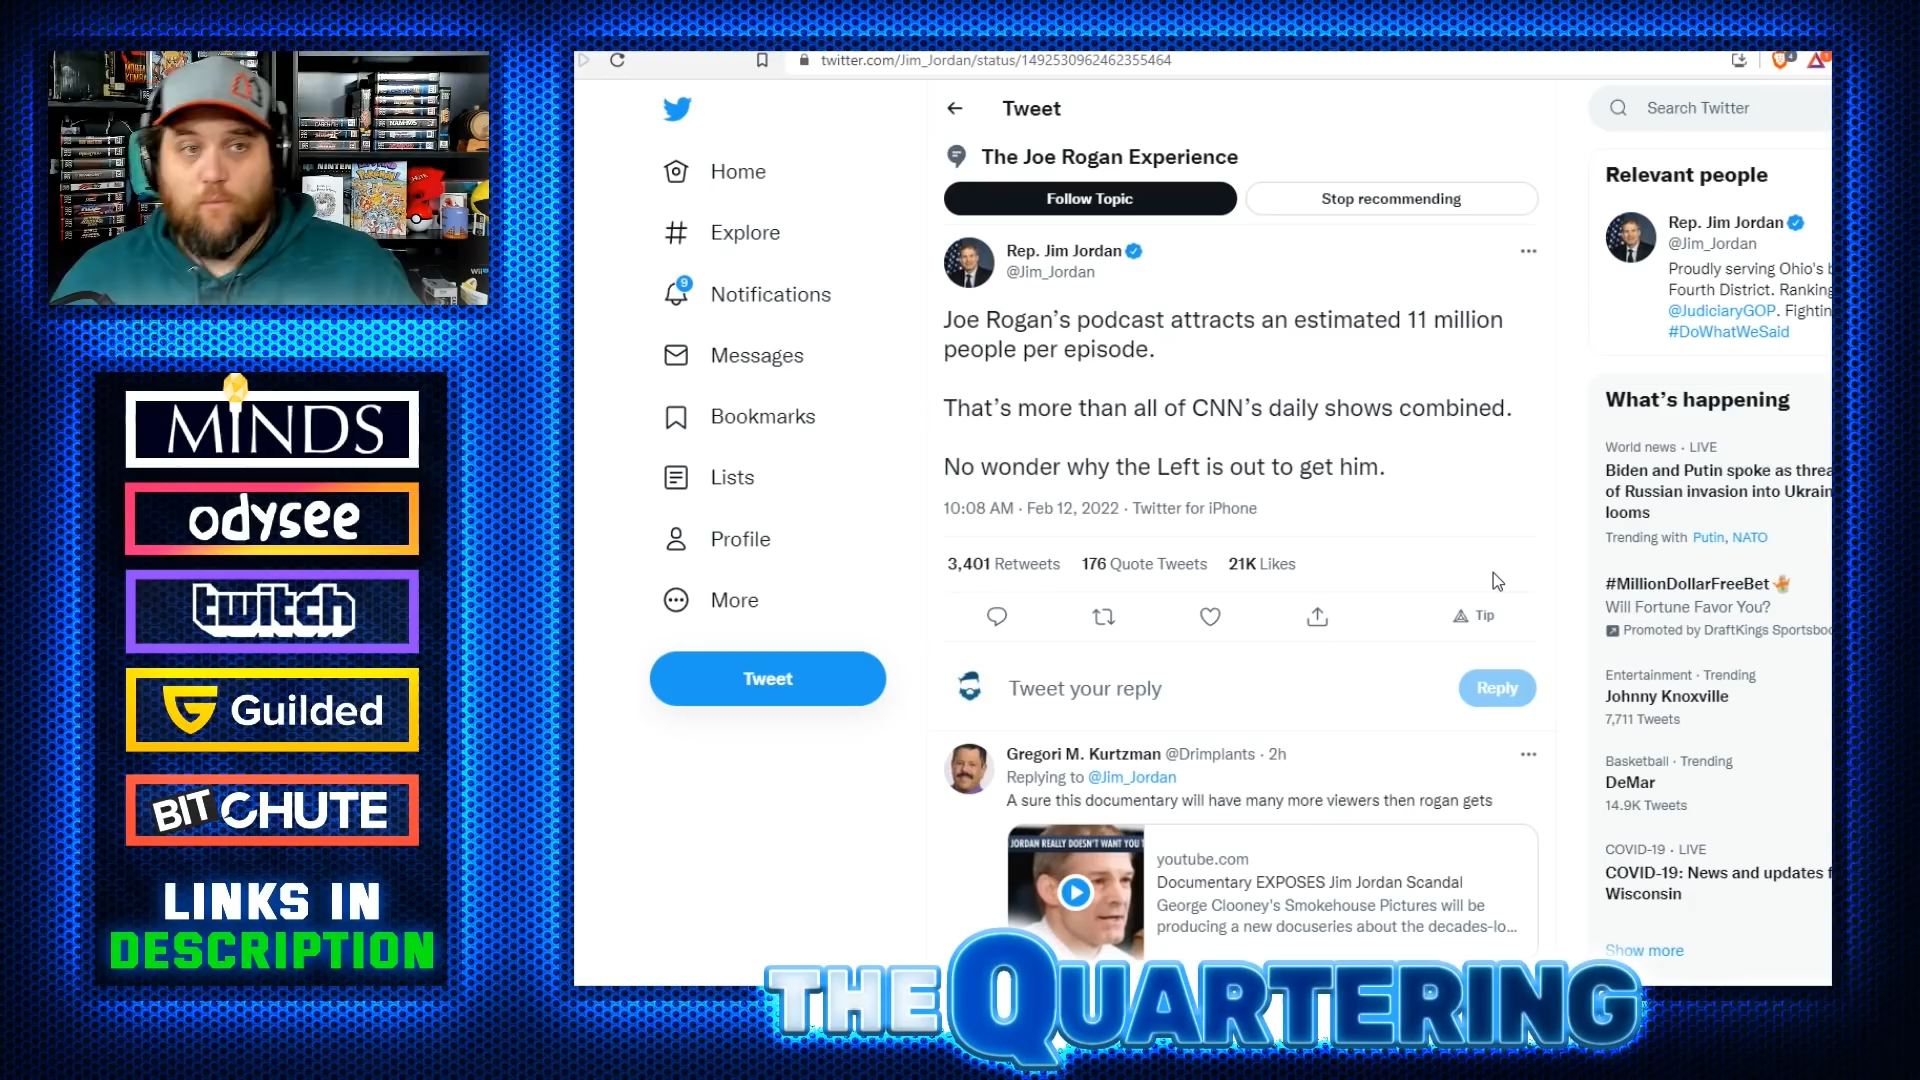 twitter.com/Jim_Jordan/status/1492530962462355464
MINDS
odysee
twitch
Guilded
BITCHUTE
LINKS IN
DESCRIPTION
Home
Explore
9
Notifications
Messages
Bookmarks
Lists
Profile
More
Tweet
Tweet
The Joe Rogan Experience
Follow Topic
Stop recommending
Rep. Jim Jordan
@Jim_Jordan
Joe Rogan’s podcast attracts an estimated 11 million
people per episode.
That’s more than all of CNN’s daily shows combined.
No wonder why the Left is out to get him.
10:08 AM · Feb 12, 2022 · Twitter for iPhone
3,401 Retweets 176 Quote Tweets 21K Likes
Tip
Tweet your reply
Reply
Gregori M. Kurtzman @Drimplants · 2h
Replying to @Jim_Jordan
A sure this documentary will have many more viewers then rogan gets
JORDAN REALLY DOESN'T WANT YOU
youtube.com
Documentary EXPOSES Jim Jordan Scandal
George Clooney's Smokehouse Pictures will be
producing a new docuseries about the decades-lo...
Search Twitter
Relevant people
Rep. Jim Jordan
@Jim_Jordan
Proudly serving Ohio's
Fourth District. Ranking
@JudiciaryGOP. Fightin
#DoWhatWeSaid
What’s happening
World news · LIVE
Biden and Putin spoke as threa
of Russian invasion into Ukrain
looms
Trending with Putin, NATO
#MillionDollarFreeBet
Will Fortune Favor You?
Promoted by DraftKings Sportsboo
Entertainment · Trending
Johnny Knoxville
7,711 Tweets
Basketball · Trending
DeMar
14.9K Tweets
COVID-19 · LIVE
COVID-19: News and updates f
Wisconsin
Show more
THE QUARTERING